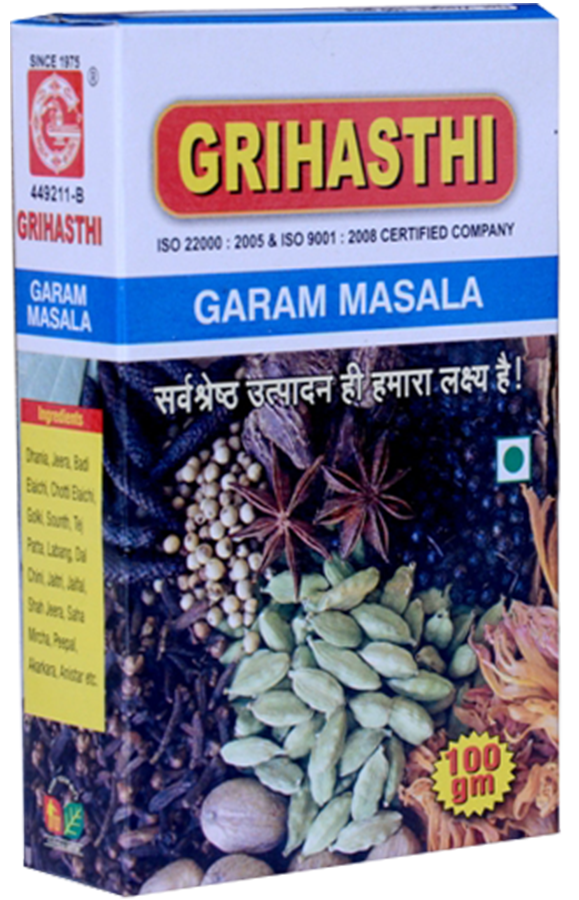 SINCE 1975
®
449211-B
GRIHASTHI
GARAM
MASALA
Ingredients
Dhania, Jeera, Badi
Elaichi, Chotti Elaichi,
Golki, Sounth, Tej
Patta, Labang, Dal
Chini, Jaitri, Jaifal,
Shah Jeera, Saha
Mircha, Peepal,
Akarkara, Anistar etc.
GRIHASTHI
ISO 22000 : 2005 & ISO 9001 : 2008 CERTIFIED COMPANY
GARAM MASALA
सर्वश्रेष्ठ उत्पादन ही हमारा लक्ष्य है!
100
gm